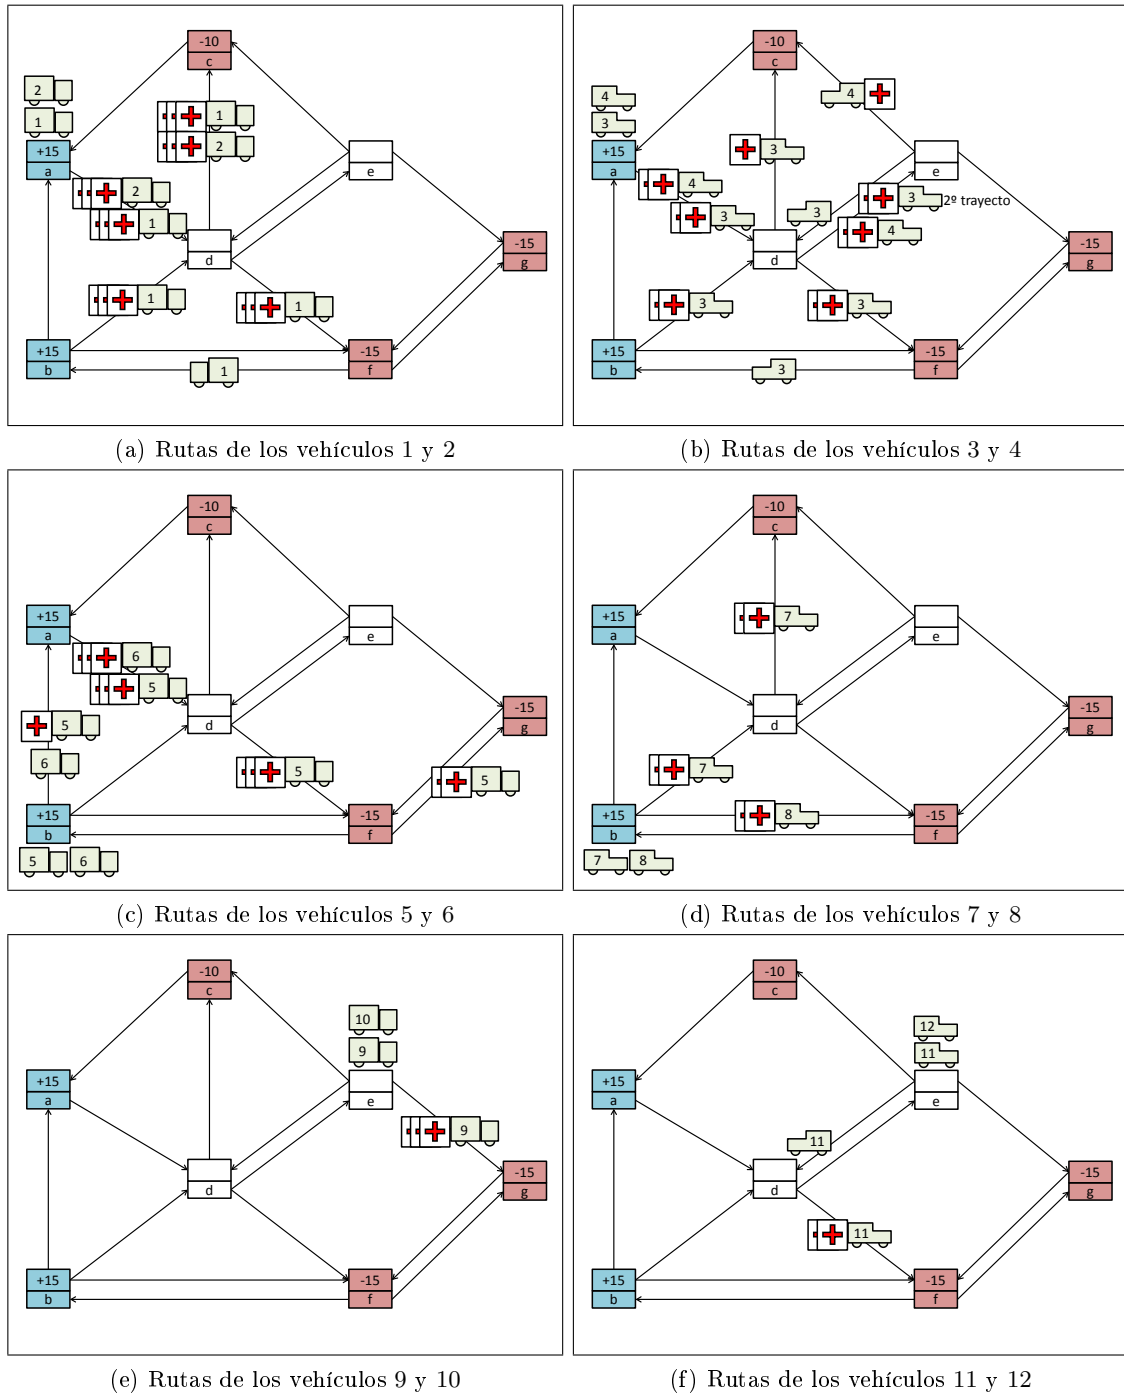 -10
c
2
1
1
2
+15
a
e
2
1
-15
g
d
1
1
+15
b
-15
f
1
(a) Rutas de los vehículos 1 y 2
-10
c
4
4
3
3
+15
a
e
4
3
3
3 2º trayecto
4
-15
g
d
3
3
+15
b
-15
f
3
(b) Rutas de los vehículos 3 y 4
-10
c
+15
a
e
6
5
5
6
-15
g
d
5
5
+15
b
-15
f
5 6
(c) Rutas de los vehículos 5 y 6
-10
c
+15
a
7
e
-15
g
d
7
+15
b
8
-15
f
7 8
(d) Rutas de los vehículos 7 y 8
-10
c
10
9
+15
a
e
9
-15
g
d
+15
b
-15
f
(e) Rutas de los vehículos 9 y 10
-10
c
12
11
+15
a
e
11
-15
g
d
11
+15
b
-15
f
(f) Rutas de los vehículos 11 y 12